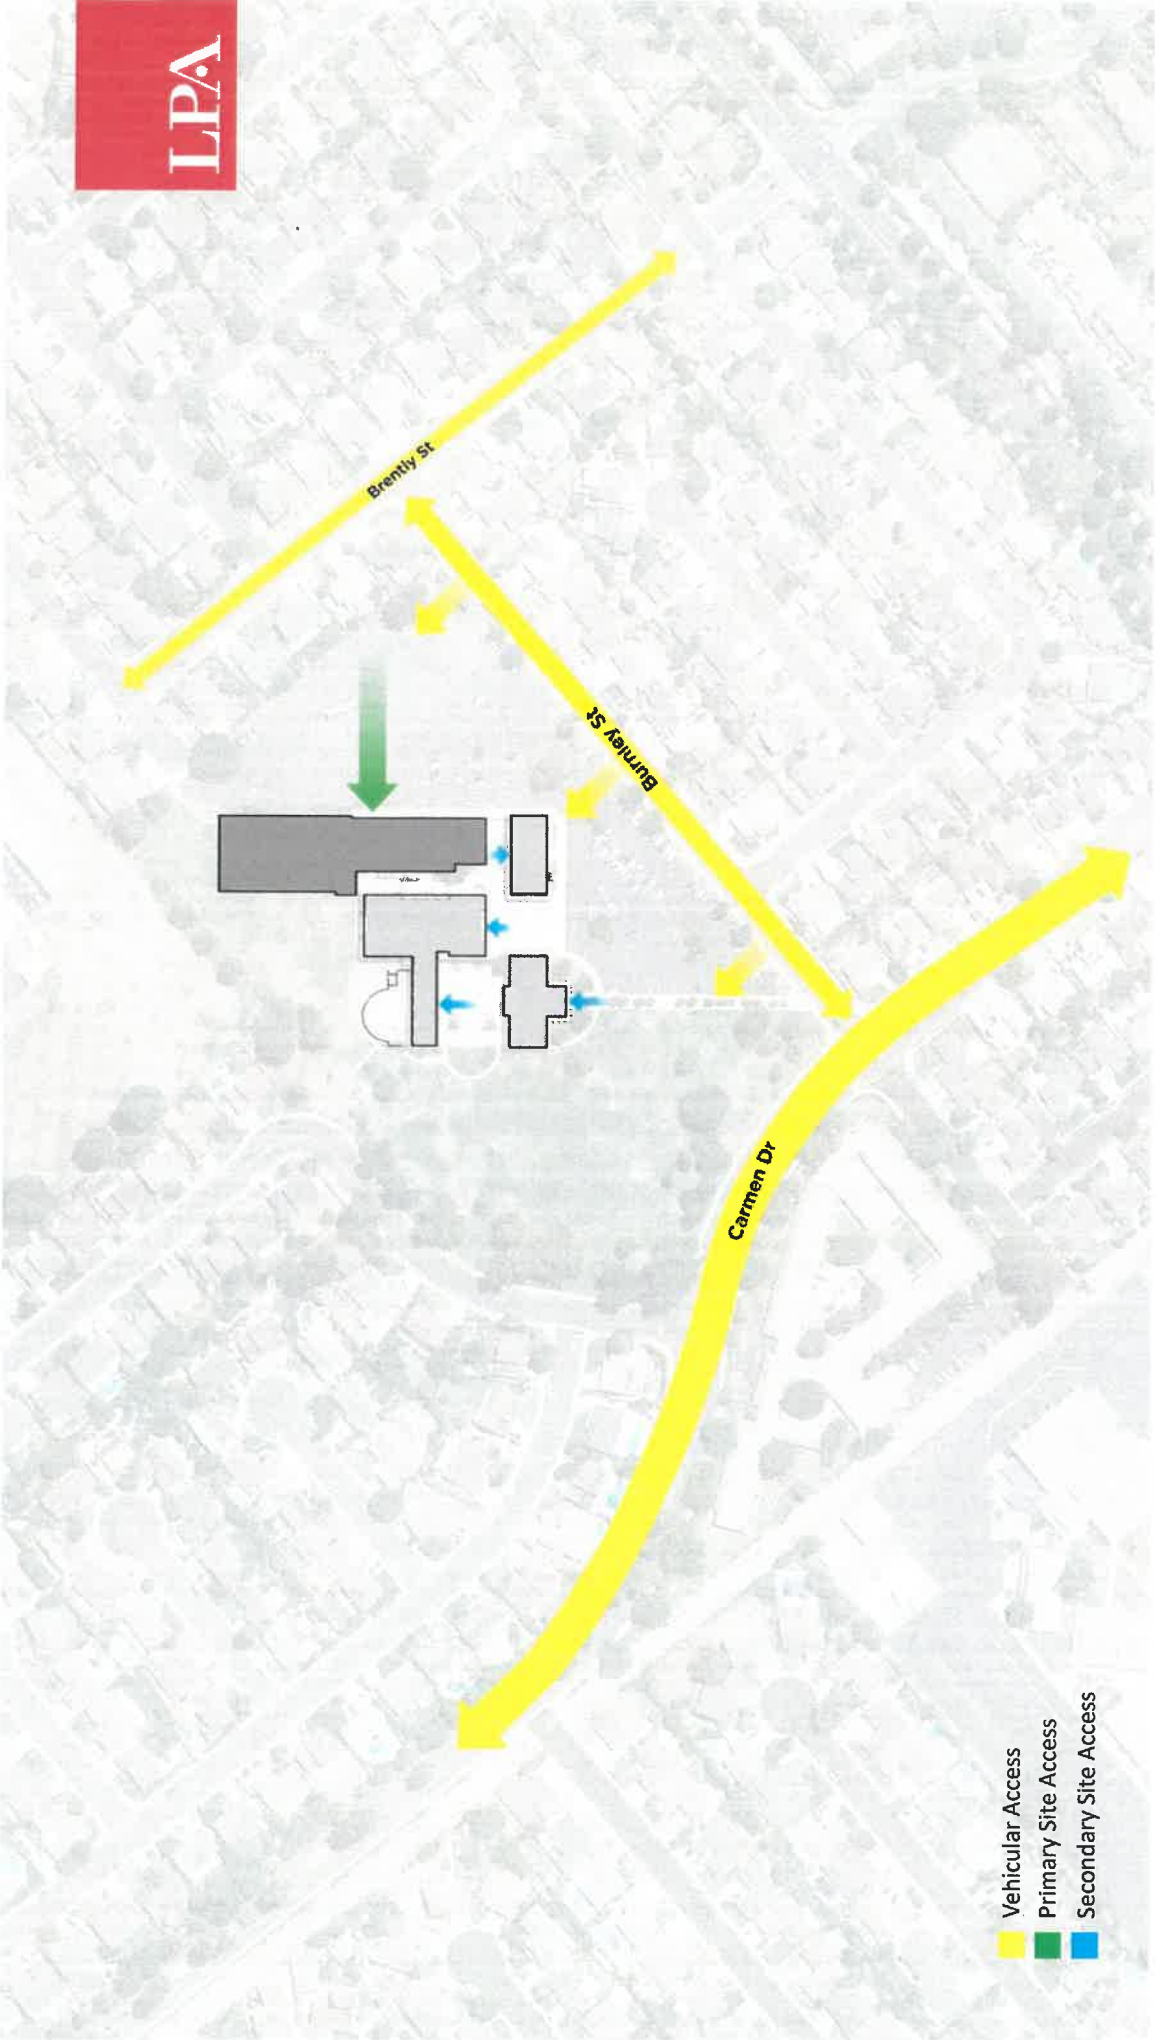 LPA
Brently St
Burnley St
Carmen Dr
Vehicular Access
Primary Site Access
Secondary Site Access